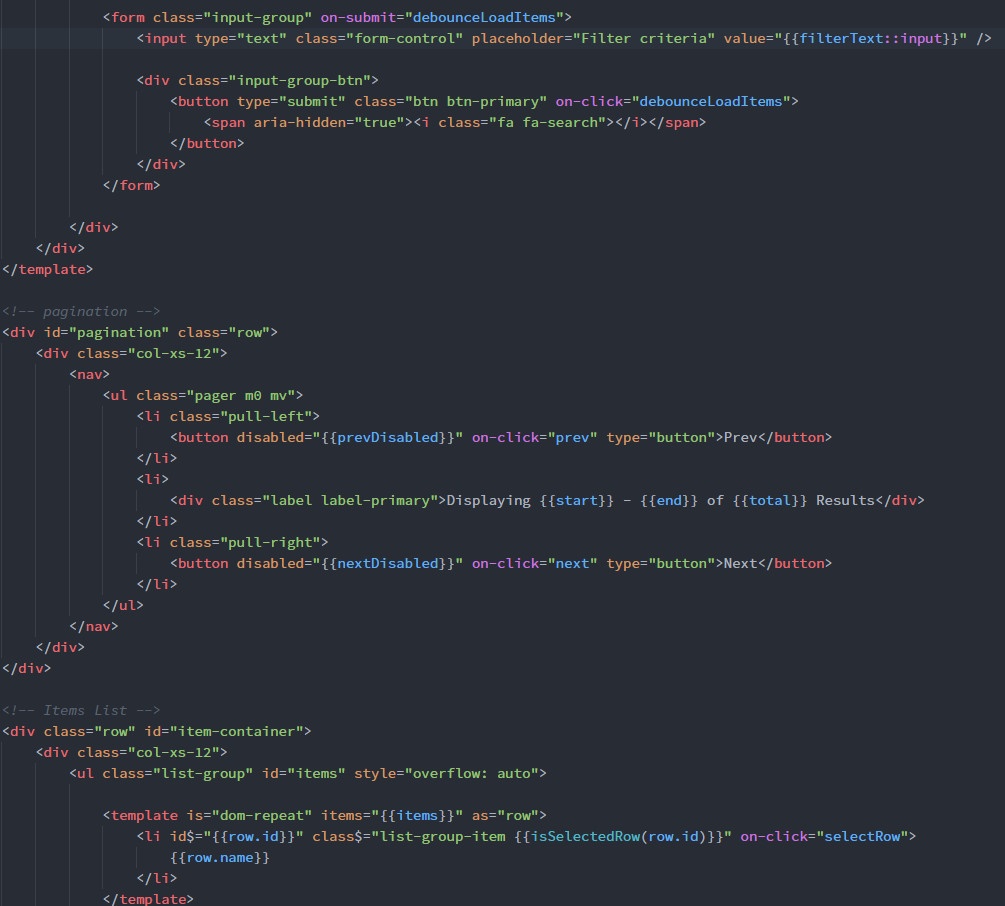 <form class="input-group" on-submit="debounceLoadItems">
<input type="text" class="form-control" placeholder="Filter criteria" value="{{filterText::input}}" />
<div class="input-group-btn">
<button type="submit" class="btn btn-primary" on-click="debounceLoadItems">
<span aria-hidden="true"><i class="fa fa-search"></i></span>
</button>
</div>
</form>
</div>
</div>
</template>
<!-- pagination -->
<div id="pagination" class="row">
<div class="col-xs-12">
<nav>
<ul class="pager m0 mv">
<li class="pull-left">
<button disabled="{{prevDisabled}}" on-click="prev" type="button">Prev</button>
</li>
<li>
<div class="label label-primary">Displaying {{start}} - {{end}} of {{total}} Results</div>
</li>
<li class="pull-right">
<button disabled="{{nextDisabled}}" on-click="next" type="button">Next</button>
</li>
</ul>
</nav>
</div>
</div>
<!-- Items List -->
<div class="row" id="item-container">
<div class="col-xs-12">
<ul class="list-group" id="items" style="overflow: auto">
<template is="dom-repeat" items="{{items}}" as="row">
<li id$="{{row.id}}" class$="list-group-item {{isSelectedRow(row.id)}}" on-click="selectRow">
{{row.name}}
</li>
</template>